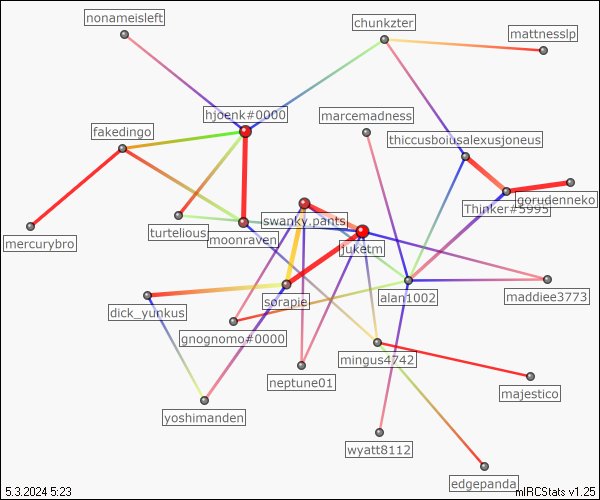 nonameisleft
chunkzter
mattnesslp
hjoenk#0000
marcemadness
fakedingo
thiccusboiusalexusjoneus
gorudenneko
Thinker#5995
swanky.pants
turtelious
moonraven
juketm
mercurybro
sorapie
alan1002
maddiee3773
dick_yunkus
gnognomo#0000
mingus4742
neptune01
majestico
yoshimanden
wyatt8112
edgepanda
5.3.2024 5:23
mIRCStats v1.25